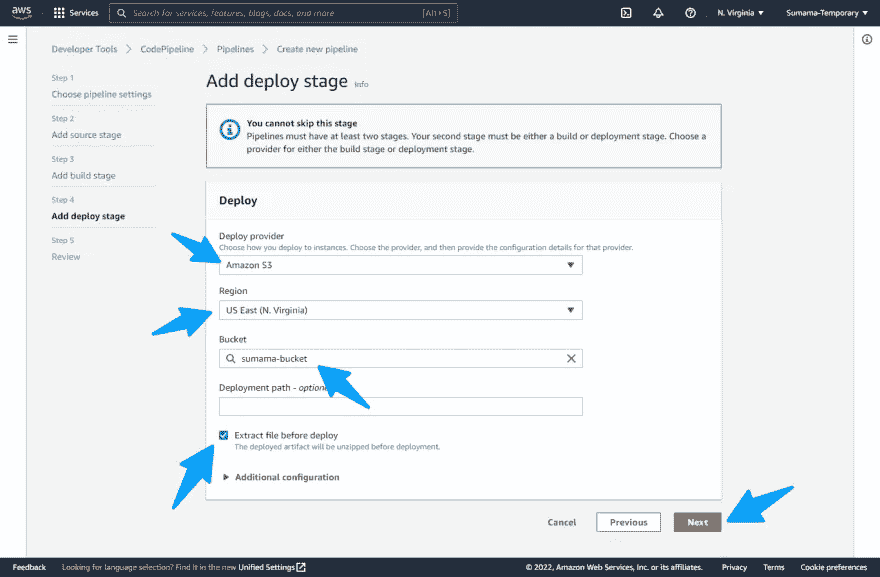 aws
Services
Search for services, features, blogs, docs, and more
[Alt+S]
N. Virginia
Sumama-Temporary
Developer Tools
CodePipeline
Pipelines
Create new pipeline
Step 1
Choose pipeline settings
Step 2
Add source stage
Step 3
Add build stage
Step 4
Add deploy stage
Step 5
Review
Add deploy stage Info
You cannot skip this stage
Pipelines must have at least two stages. Your second stage must be either a build or deployment stage. Choose a
provider for either the build stage or deployment stage.
Deploy
Deploy provider
Choose how you deploy to instances. Choose the provider, and then provide the configuration details for that provider.
Amazon S3
Region
US East (N. Virginia)
Bucket
sumama-bucket
Deployment path -
Extract file before deploy
The deployed artifact will be unzipped before deployment.
Additional configuration
Cancel
Previous
Next
Feedback
Looking for language selection? Find it in the new Unified Settings
© 2022, Amazon Web Services, Inc. or its affiliates.
Privacy
Terms
Cookie preferences